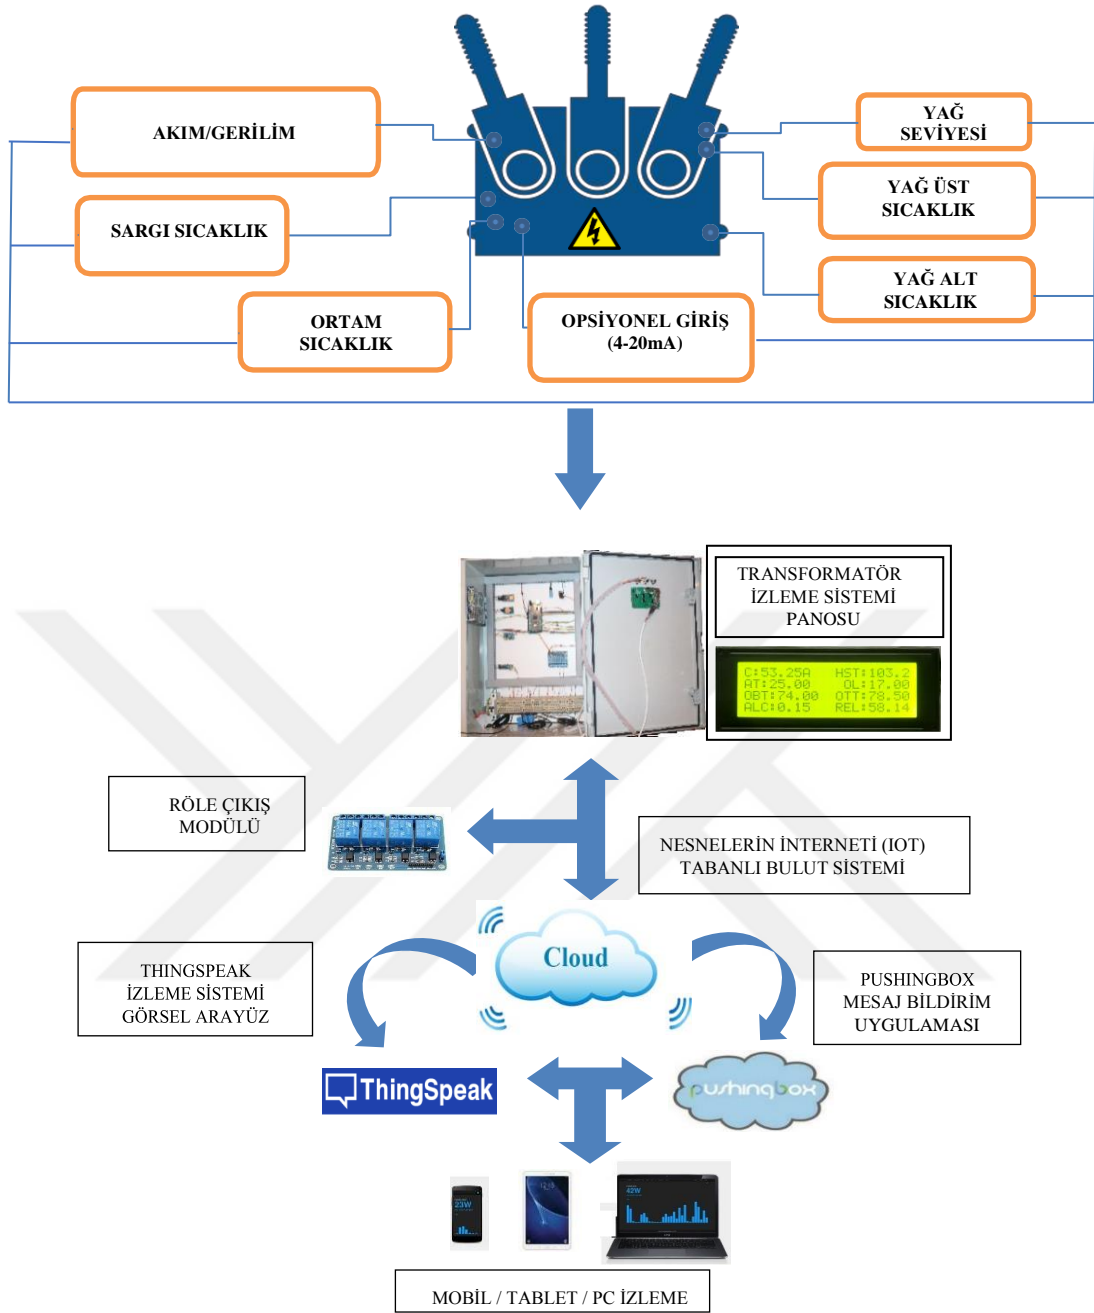 AKIM/GERİLİM
YAĞ
SEVİYESİ
SARGI SICAKLIK
YAĞ ÜST
SICAKLIK
ORTAM
SICAKLIK
OPSİYONEL GİRİŞ
(4-20mA)
YAĞ ALT
SICAKLIK
TRANSFORMATÖR
İZLEME SİSTEMİ
PANOSU
C:53.25A HST:103.2
AT:25.00 OL:17.00
OBT:74.00 OTT:78.50
ALC:0.15 REL:58.14
RÖLE ÇIKIŞ
MODÜLÜ
NESNELERİN İNTERNETİ (IOT)
TABANLI BULUT SİSTEMİ
Cloud
THINGSPEAK
İZLEME SİSTEMİ
GÖRSEL ARAYÜZ
PUSHINGBOX
MESAJ BİLDİRİM
UYGULAMASI
ThingSpeak
pushingbox
23W
42W
MOBİL / TABLET / PC İZLEME